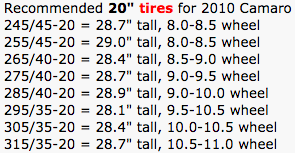 Recommended 20" tires for 2010 Camaro
245/45-20 = 28.7" tall, 8.0-8.5 wheel
255/45-20 = 29.0" tall, 8.0-8.5 wheel
265/40-20 = 28.4" tall, 8.5-9.0 wheel
275/40-20 = 28.7" tall, 9.0-9.5 wheel
285/40-20 = 28.9" tall, 9.0-10.0 wheel
295/35-20 = 28.1" tall, 9.5-10.5 wheel
305/35-20 = 28.4" tall, 10.0-10.5 wheel
315/35-20 = 28.7" tall, 10.5-11.0 wheel